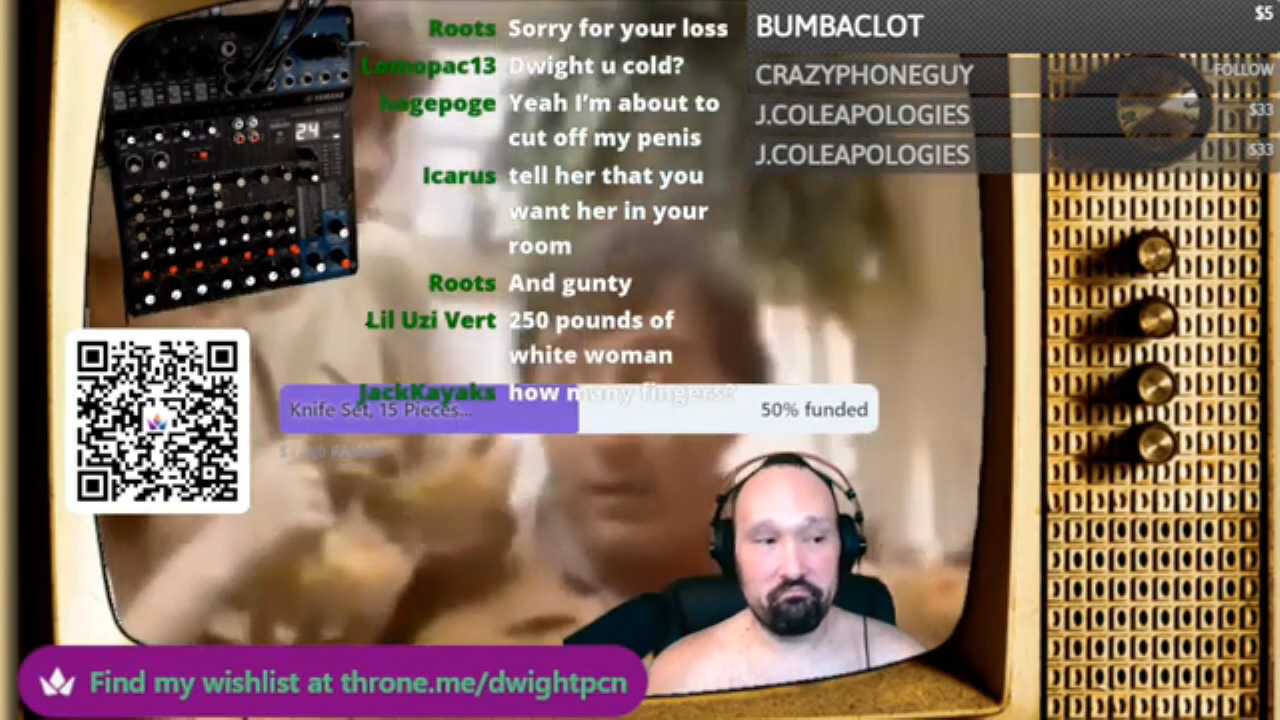 Roots Sorry for your loss
Lomopac13 Dwight u cold?
hogepoge Yeah I’m about to
cut off my penis
Icarus tell her that you
want her in your
room
Roots And gunty
Lil Uzi Vert 250 pounds of
white woman
JackKayaks how many fingers?
BUMBACLOT $5
CRAZYPHONEGUY FOLLOW
J.COLEAPOLOGIES $33
J.COLEAPOLOGIES $33
YAMAHA
24
Knife Set, 15 Pieces... 50% funded
Find my wishlist at throne.me/dwightpcn